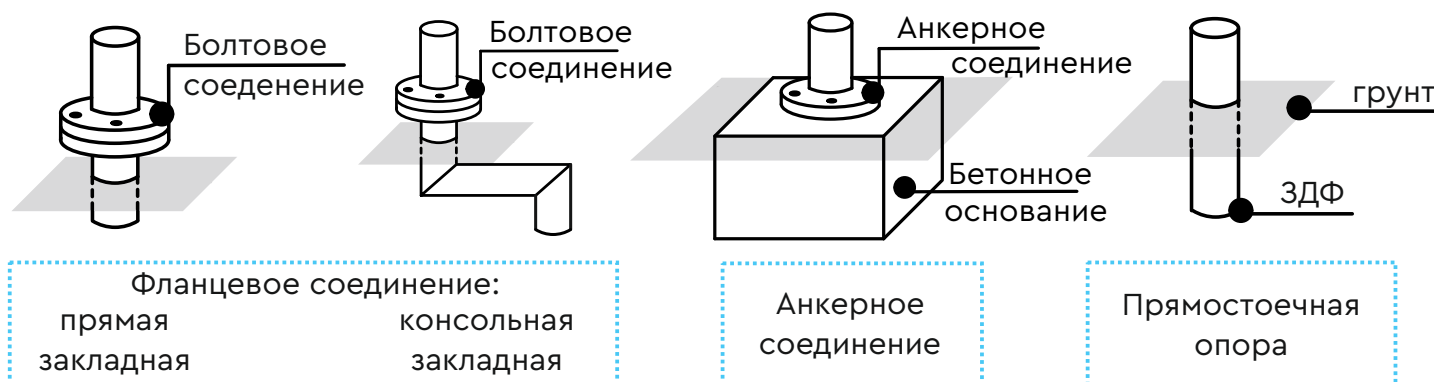 Болтовое
соеденение
Болтовое
соединение
Анкерное
соединение
Бетонное
основание
грунт
ЗДФ
Фланцевое соединение:
прямая
закладная
консольная
закладная
Анкерное
соединение
Прямостоечная
опора